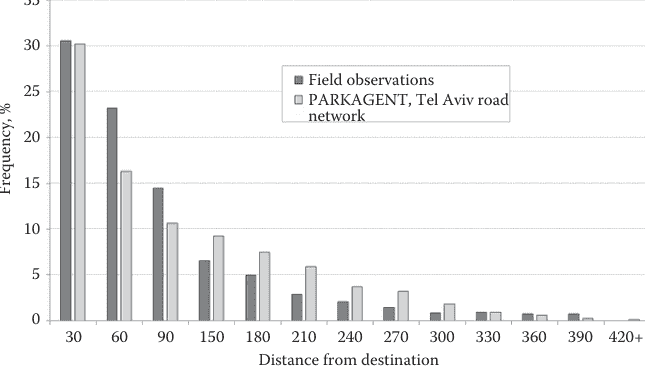 35
30
25
20
15
10
5
0
Frequency, %
Field observations
PARKAGENT, Tel Aviv road
network
30 60 90 150 180 210 240 270 300 330 360 390 420+
Distance from destination